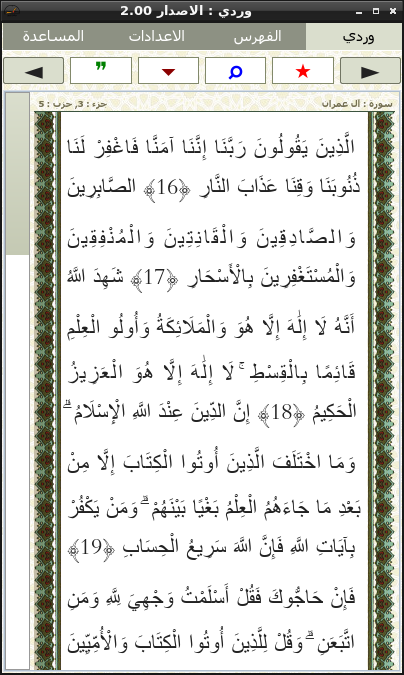 وردي : الاصدار 2.00
وردي الفهرس الاعدادات المساعدة
سورة : ال عمران جزء : 3, حزب : 5
الَّذِينَ يَقُولُونَ رَبَّنَا إِنَّنَا آمَنَّا فَاغْفِرْ لَنَا
ذُنُوبَنَا وَقِنَا عَذَابَ النَّارِ ﴿16﴾ الصَّابِرِينَ
وَالصَّادِقِينَ وَالْقَانِتِينَ وَالْمُنْفِقِينَ
وَالْمُسْتَغْفِرِينَ بِالْأَسْحَارِ ﴿17﴾ شَهِدَ اللَّهُ
أَنَّهُ لَا إِلَٰهَ إِلَّا هُوَ وَالْمَلَائِكَةُ وَأُولُو الْعِلْمِ
قَائِمًا بِالْقِسْطِ ۚ لَا إِلَٰهَ إِلَّا هُوَ الْعَزِيزُ
الْحَكِيمُ ﴿18﴾ إِنَّ الدِّينَ عِنْدَ اللَّهِ الْإِسْلَامُ ۗ
وَمَا اخْتَلَفَ الَّذِينَ أُوتُوا الْكِتَابَ إِلَّا مِنْ
بَعْدِ مَا جَاءَهُمُ الْعِلْمُ بَغْيًا بَيْنَهُمْ ۗ وَمَنْ يَكْفُرْ
بِآيَاتِ اللَّهِ فَإِنَّ اللَّهَ سَرِيعُ الْحِسَابِ ﴿19﴾
فَإِنْ حَاجُّوكَ فَقُلْ أَسْلَمْتُ وَجْهِيَ لِلَّهِ وَمَنِ
اتَّبَعَنِ ۗ وَقُلْ لِلَّذِينَ أُوتُوا الْكِتَابَ وَالْأُمِّيِّينَ